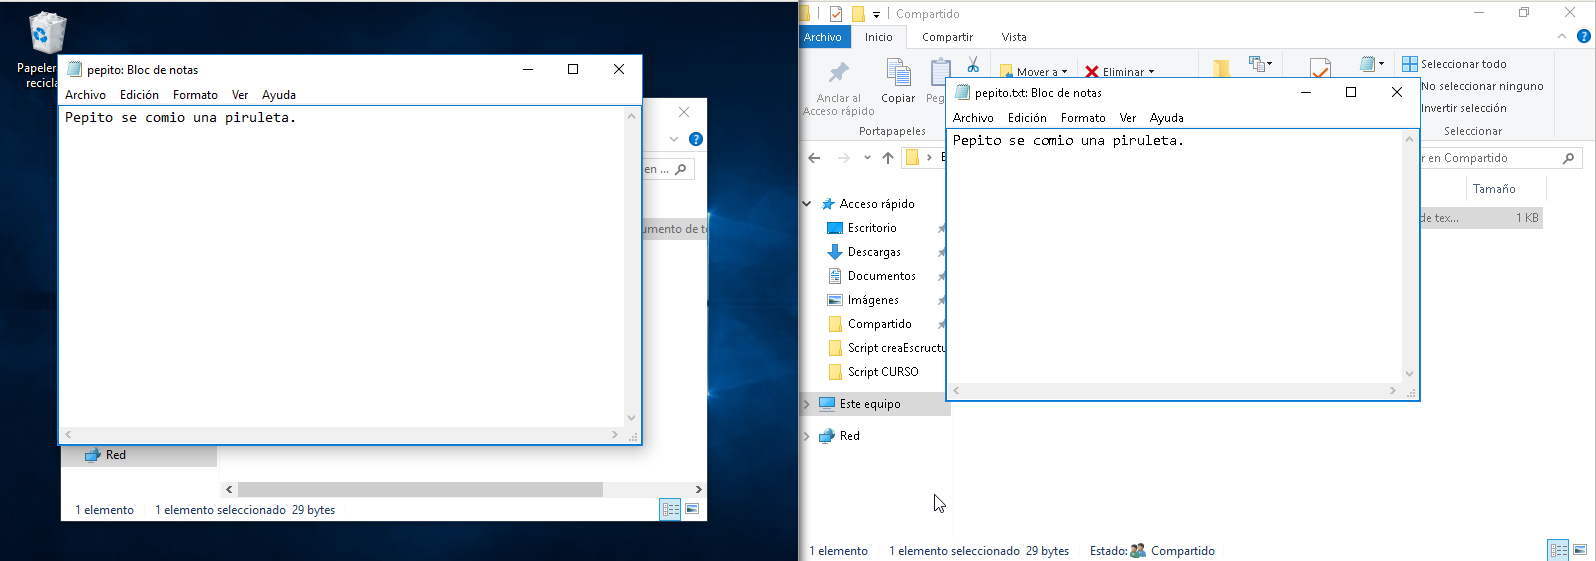 Papeler
recicla
pepito: Bloc de notas
Archivo Edición Formato Ver Ayuda
Pepito se comio una piruleta.
en ...
umento de te
Red
1 elemento 1 elemento seleccionado 29 bytes
Compartido
Archivo Inicio Compartir Vista
Anclar al
Acceso rápido
Copiar
Peg
Portapapeles
Mover a
Eliminar
Seleccionar todo
No seleccionar ninguno
Invertir selección
Seleccionar
pepito.txt: Bloc de notas
Archivo Edición Formato Ver Ayuda
Pepito se comio una piruleta.
r en Compartido
Tamaño
de tex... 1 KB
Acceso rápido
Escritorio
Descargas
Documentos
Imágenes
Compartido
Script creaEscructu
Script CURSO
Este equipo
Red
1 elemento 1 elemento seleccionado 29 bytes Estado: Compartido